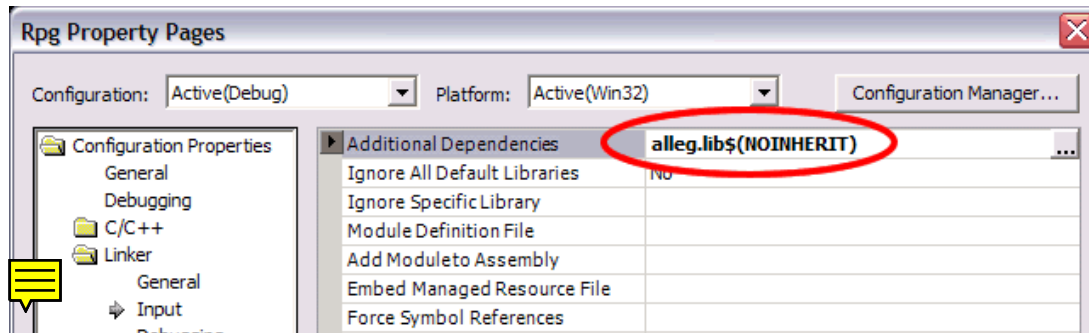 Rpg Property Pages
Configuration: Active(Debug) Platform: Active(Win32) Configuration Manager...
Configuration Properties
General
Debugging
C/C++
Linker
General
Input
Debugging
Additional Dependencies alleg.lib$(NOINHERIT) ...
Ignore All Default Libraries No
Ignore Specific Library
Module Definition File
Add Moduleto Assembly
Embed Managed Resource File
Force Symbol References